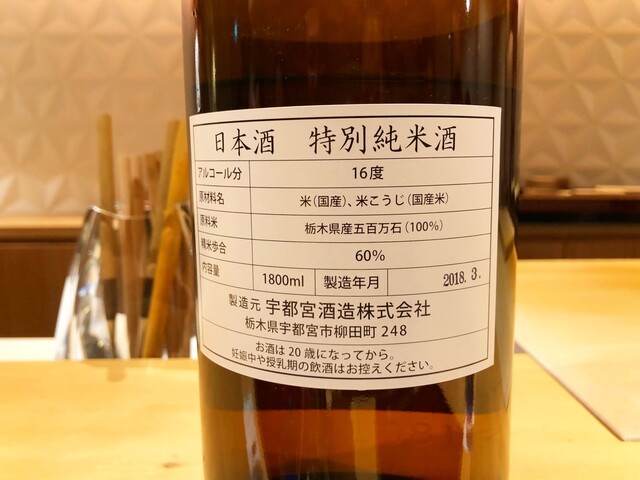 日本酒　特別純米酒
アルコール分　16度
原材料名　米（国産）、米こうじ（国産米）
原料米　栃木県産五百万石（100%）
精米歩合　60%
内容量　1800ml　製造年月　2018.3.
製造元 宇都宮酒造株式会社
栃木県宇都宮市柳田町 248
お酒は 20 歳になってから。
妊娠中や授乳期の飲酒はお控えください。